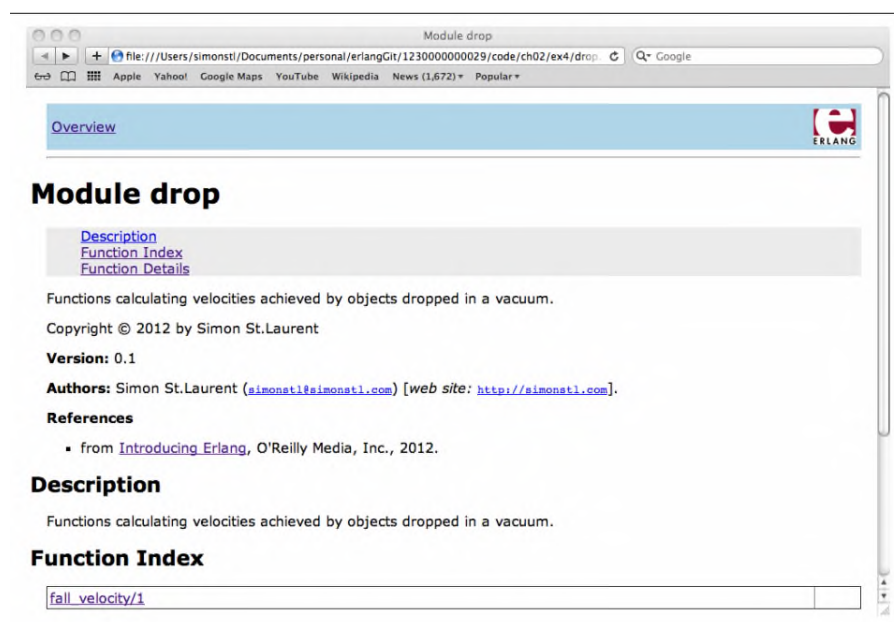 Module drop
file:///Users/simonstl/Documents/personal/erlangGit/1230000000029/code/ch02/ex4/drop.
Google
Apple Yahoo! Google Maps YouTube Wikipedia News (1,672) Popular
Overview
ERLANG
Module drop
Description
Function Index
Function Details
Functions calculating velocities achieved by objects dropped in a vacuum.
Copyright © 2012 by Simon St.Laurent
Version: 0.1
Authors: Simon St.Laurent (simonstl@simonstl.com) [web site: http://simonstl.com].
References
▪ from Introducing Erlang, O'Reilly Media, Inc., 2012.
Description
Functions calculating velocities achieved by objects dropped in a vacuum.
Function Index
fall_velocity/1